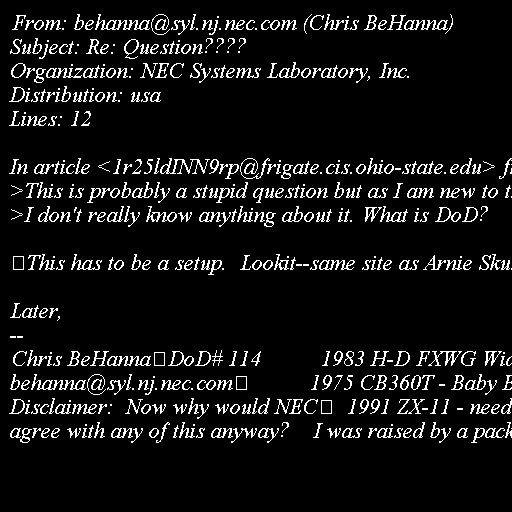 From: behanna@syl.nj.nec.com (Chris BeHanna)
Subject: Re: Question????
Organization: NEC Systems Laboratory, Inc.
Distribution: usa
Lines: 12
In article <1r25ldINN9rp@frigate.cis.ohio-state.edu>
>This is probably a stupid question but as I am new to
>I don't really know anything about it. What is DoD?
This has to be a setup.  Lookit--same site as Arnie
Later,
--
Chris BeHanna DoD# 114          1983 H-D FXWG
behanna@syl.nj.nec.com          1975 CB360T - Baby
Disclaimer:  Now why would NEC  1991 ZX-11 - need
agree with any of this anyway?    I was raised by a pack